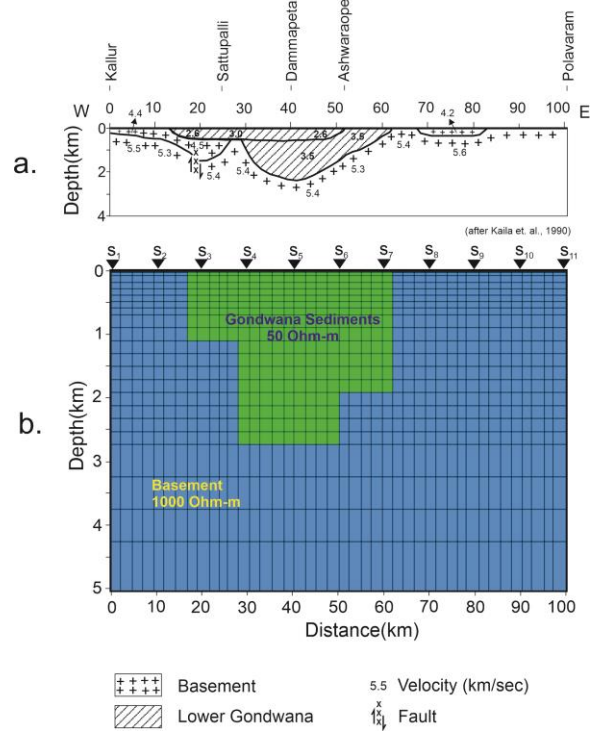 Kallur
Sattupalli
Dammapeta
Ashwaraope
Polavaram
W 0 10 20 30 40 50 60 70 80 90 100 E
4.4
4.2
0
2.6 3.0 2.6
5.5 5.3 4.5 3.5 3.5 5.4 5.6
5.4 5.4 5.3
5.4
2
4
Depth(km)
a.
(after Kaila et. al., 1990)
S1 S2 S3 S4 S5 S6 S7 S8 S9 S10 S11
0
Gondwana Sediments
50 Ohm-m
1
2
Depth(km)
b.
3
Basement
1000 Ohm-m
4
5
0 10 20 30 40 50 60 70 80 90 100
Distance(km)
Basement
5.5 Velocity (km/sec)
Lower Gondwana
Fault